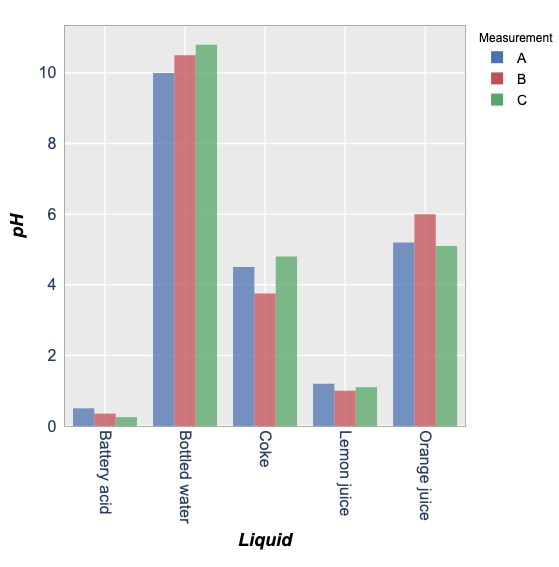 Measurement
A
B
C
10
8
6
4
2
0
pH
Battery acid
Bottled water
Coke
Lemon juice
Orange juice
Liquid